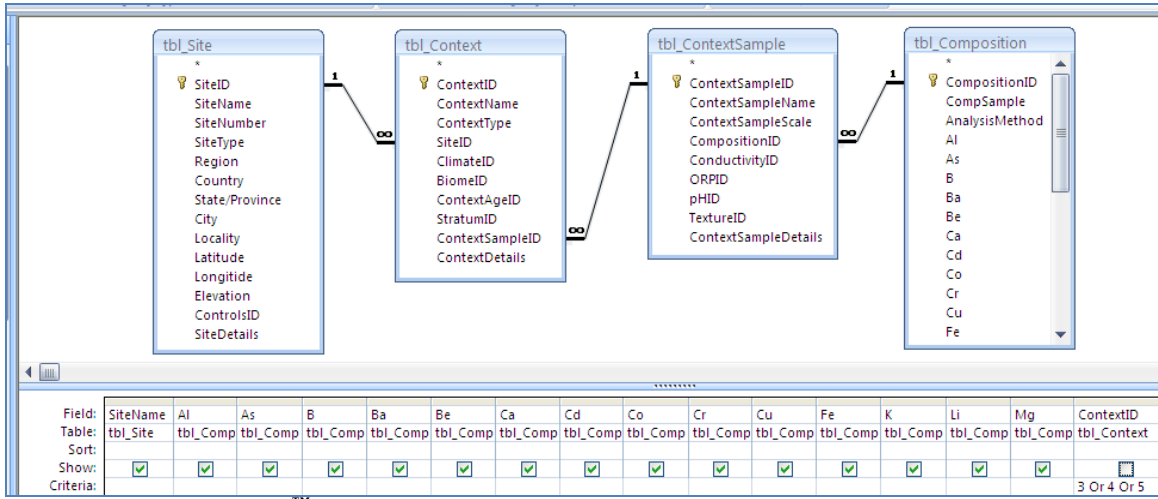 tbl_Site
*
SiteID
SiteName
SiteNumber
SiteType
Region
Country
State/Province
City
Locality
Latitude
Longitide
Elevation
ControlsID
SiteDetails
1
∞
tbl_Context
*
ContextID
ContextName
ContextType
SiteID
ClimateID
BiomeID
ContextAgeID
StratumID
ContextSampleID
ContextDetails
∞
1
tbl_ContextSample
*
ContextSampleID
ContextSampleName
ContextSampleScale
CompositionID
ConductivityID
ORPID
pHID
TextureID
ContextSampleDetails
∞
1
tbl_Composition
*
CompositionID
CompSample
AnalysisMethod
Al
As
B
Ba
Be
Ca
Cd
Co
Cr
Cu
Fe
Field: SiteName Al As B Ba Be Ca Cd Co Cr Cu Fe K Li Mg ContextID
Table: tbl_Site tbl_Comp tbl_Comp tbl_Comp tbl_Comp tbl_Comp tbl_Comp tbl_Comp tbl_Comp tbl_Comp tbl_Comp tbl_Comp tbl_Comp tbl_Comp tbl_Comp tbl_Context
Sort:
Show:
Criteria: 3 Or 4 Or 5